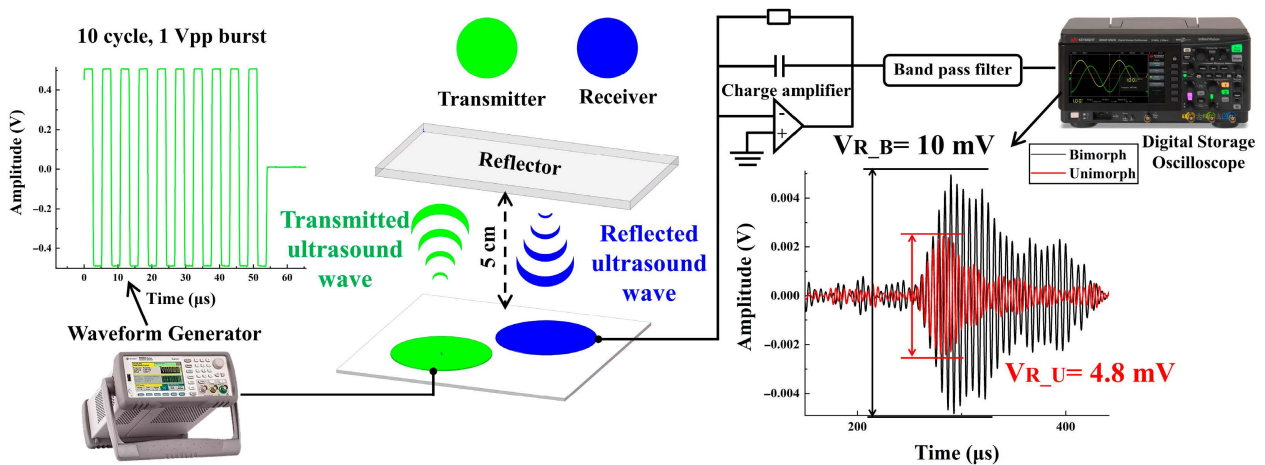 10 cycle, 1 Vpp burst
Amplitude (V)
0.4
0.2
0.0
−0.2
−0.4
0
10
20
30
40
50
60
Time (µs)
Waveform Generator
Transmitter
Receiver
Reflector
Transmitted
ultrasound
wave
5 cm
Reflected
ultrasound
wave
Charge amplifier
-
+
Band pass filter
Digital Storage
Oscilloscope
VR_B= 10 mV
Bimorph
Unimorph
Amplitude (V)
0.004
0.002
0.000
−0.002
−0.004
VR_U= 4.8 mV
200
400
Time (µs)